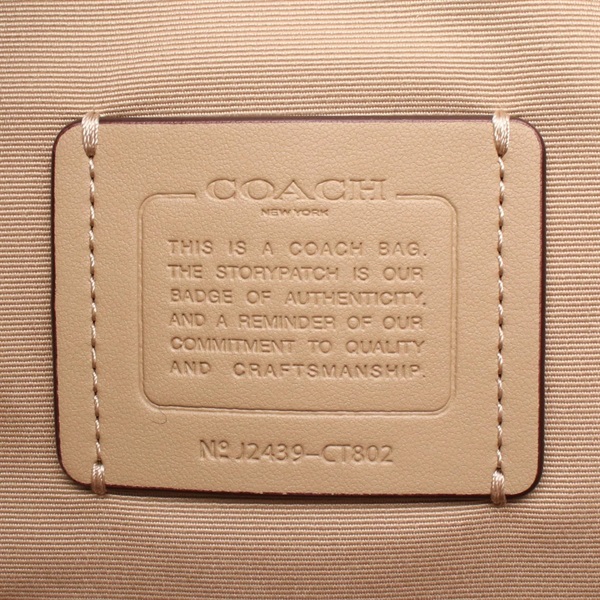 COACH
NEW YORK
THIS IS A COACH BAG.
THE STORYPATCH IS OUR
BADGE OF AUTHENTICITY,
AND A REMINDER OF OUR
COMMITMENT TO QUALITY
AND CRAFTSMANSHIP.
Nº J2439-CT802